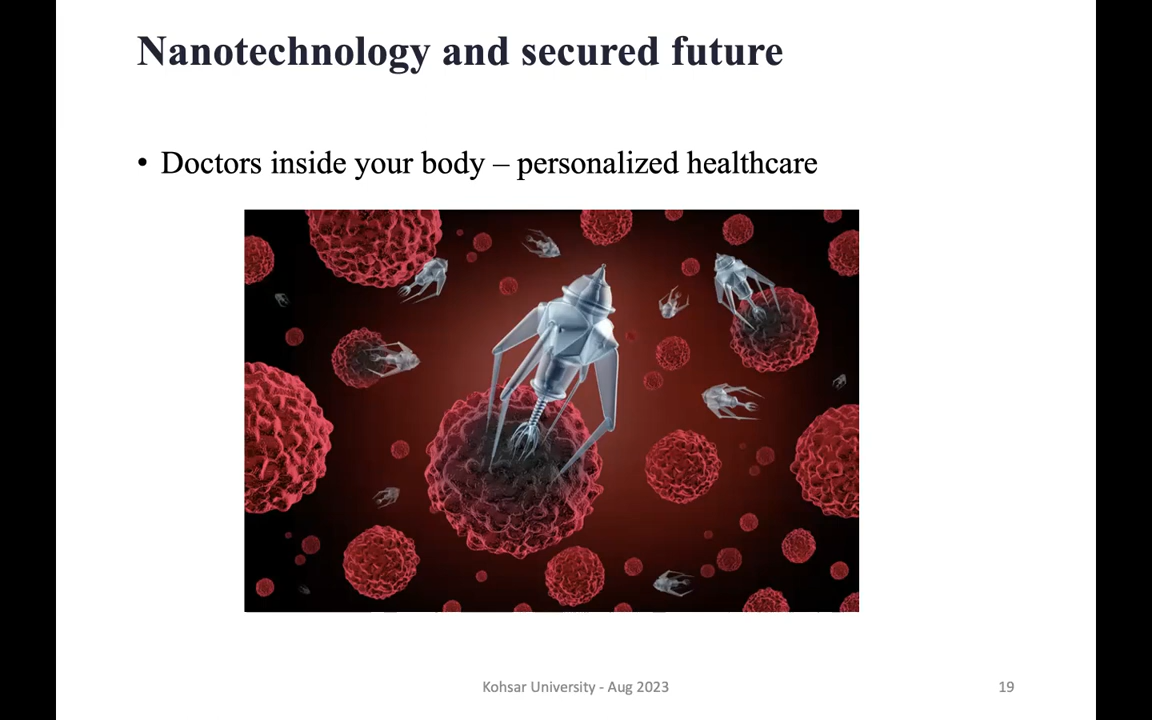 Nanotechnology and secured future
• Doctors inside your body – personalized healthcare
Kohsar University - Aug 2023
19